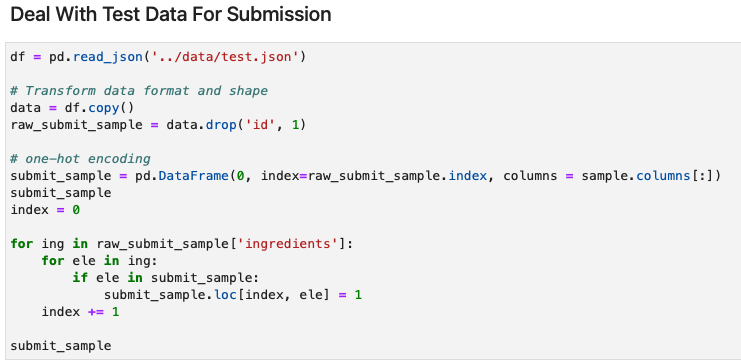 Deal With Test Data For Submission
df = pd.read_json('../data/test.json')
# Transform data format and shape
data = df.copy()
raw_submit_sample = data.drop('id', 1)
# one-hot encoding
submit_sample = pd.DataFrame(0, index=raw_submit_sample.index, columns = sample.columns[:])
submit_sample
index = 0
for ing in raw_submit_sample['ingredients']:
    for ele in ing:
        if ele in submit_sample:
            submit_sample.loc[index, ele] = 1
    index += 1
submit_sample